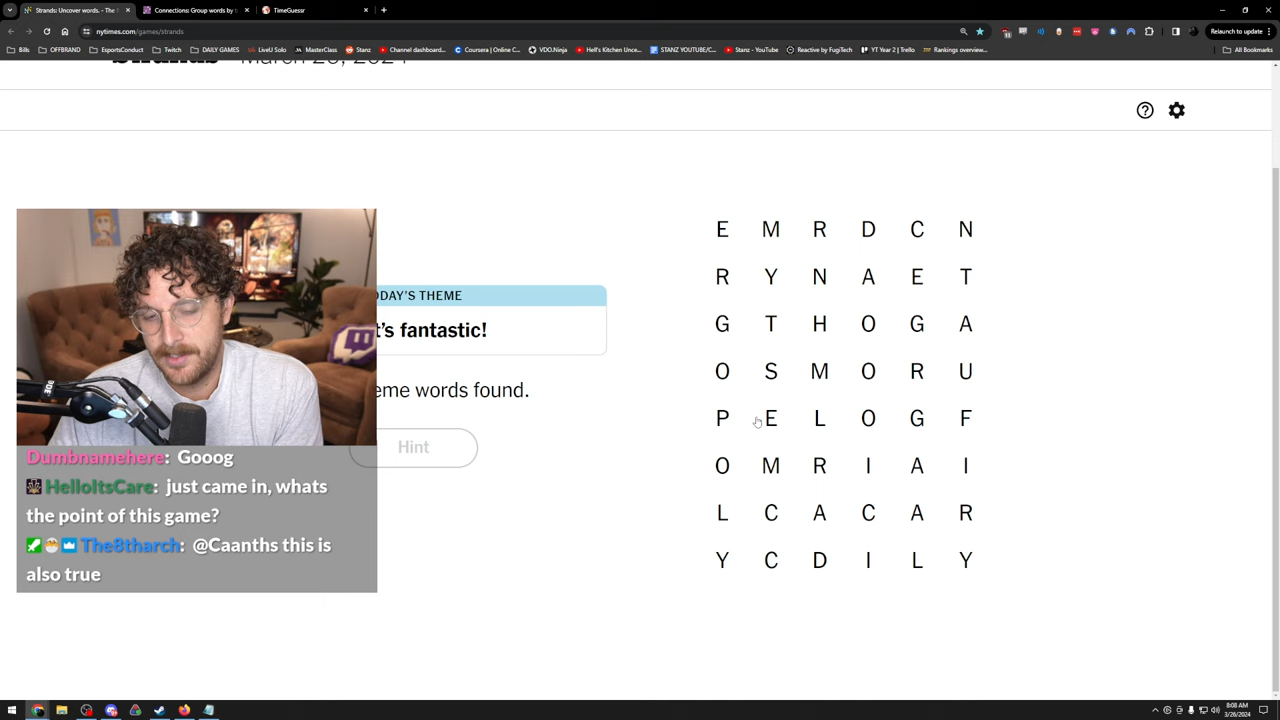 Strands: Uncover words. - The
Connections: Group words by t
TimeGuessr
nytimes.com/games/strands
Relaunch to update
Bills
OFFBRAND
EsportsConduct
Twitch
DAILY GAMES
LiveU Solo
MasterClass
Stanz
Channel dashboard...
Coursera | Online C...
VDO.Ninja
Hell's Kitchen Unce...
STANZ YOUTUBE/C...
Stanz - YouTube
Reactive by FugiTech
YT Year 2 | Trello
Rankings overview...
All Bookmarks
ODAY'S THEME
t's fantastic!
eme words found.
Hint
E M R D C N
R Y N A E T
G T H O G A
O S M O R U
P E L O G F
O M R I A I
L C A C A R
Y C D I L Y
Dumbnamehere: Gooog
HelloItsCare: just came in, whats
the point of this game?
The8tharch: @Caanths this is
also true
8:08 AM
3/26/2024